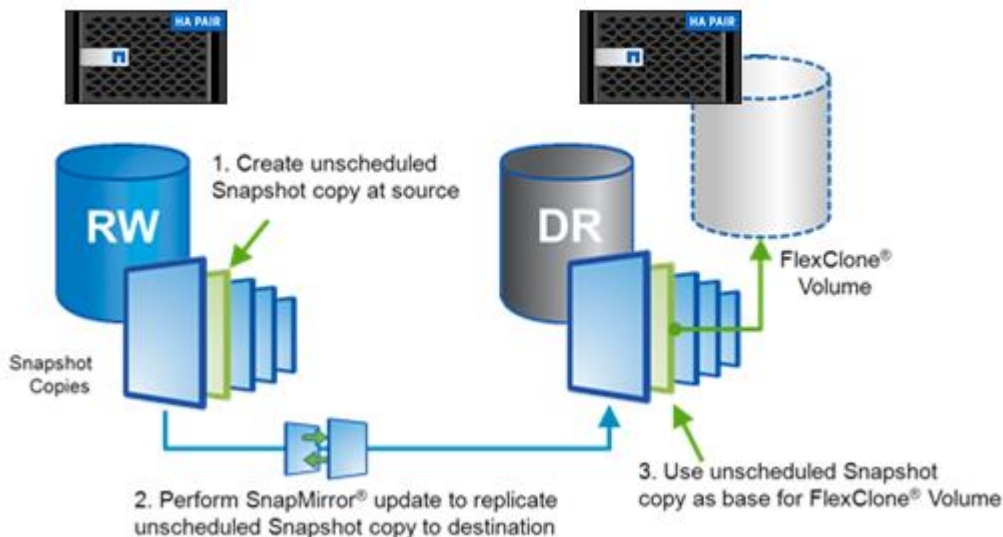 HA PAIR
HA PAIR
1. Create unscheduled
Snapshot copy at source
RW
DR
FlexClone®
Volume
Snapshot
Copies
3. Use unscheduled Snapshot
copy as base for FlexClone® Volume
2. Perform SnapMirror® update to replicate
unscheduled Snapshot copy to destination